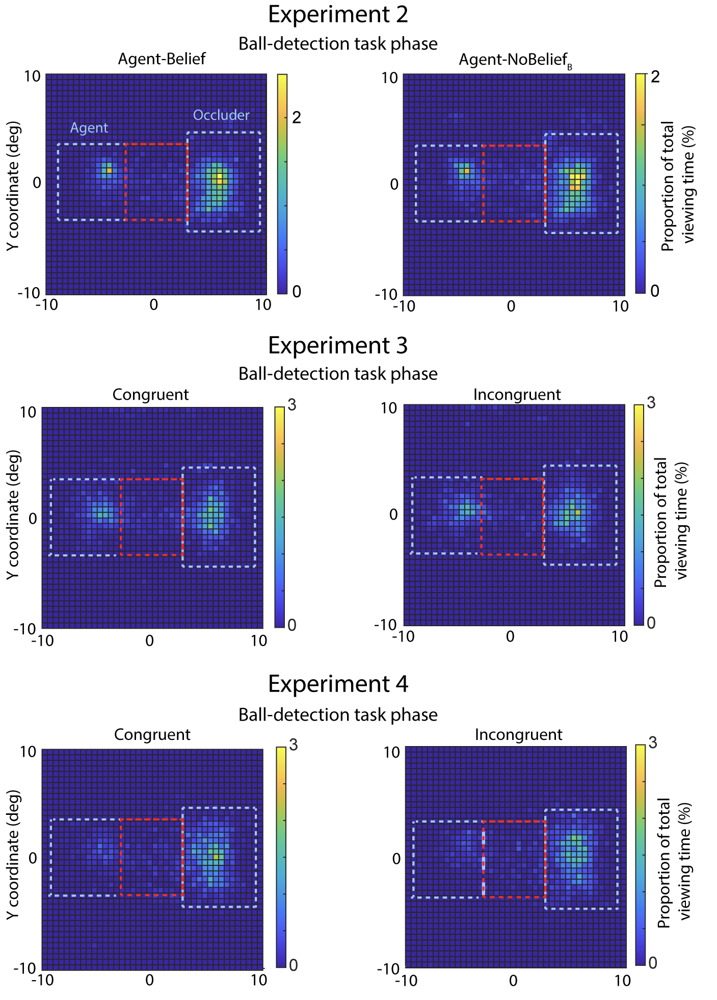 Experiment 2
Ball-detection task phase
Agent-Belief
Agent-NoBelief_B
10
0
-10
-10
0
10
Y coordinate (deg)
Agent
Occluder
2
0
10
0
-10
-10
0
10
2
0
Proportion of total
viewing time (%)
Experiment 3
Ball-detection task phase
Congruent
Incongruent
10
0
-10
-10
0
10
Y coordinate (deg)
3
0
10
0
-10
-10
0
10
3
0
Proportion of total
viewing time (%)
Experiment 4
Ball-detection task phase
Congruent
Incongruent
10
0
-10
-10
0
10
Y coordinate (deg)
3
0
10
0
-10
-10
0
10
3
0
Proportion of total
viewing time (%)